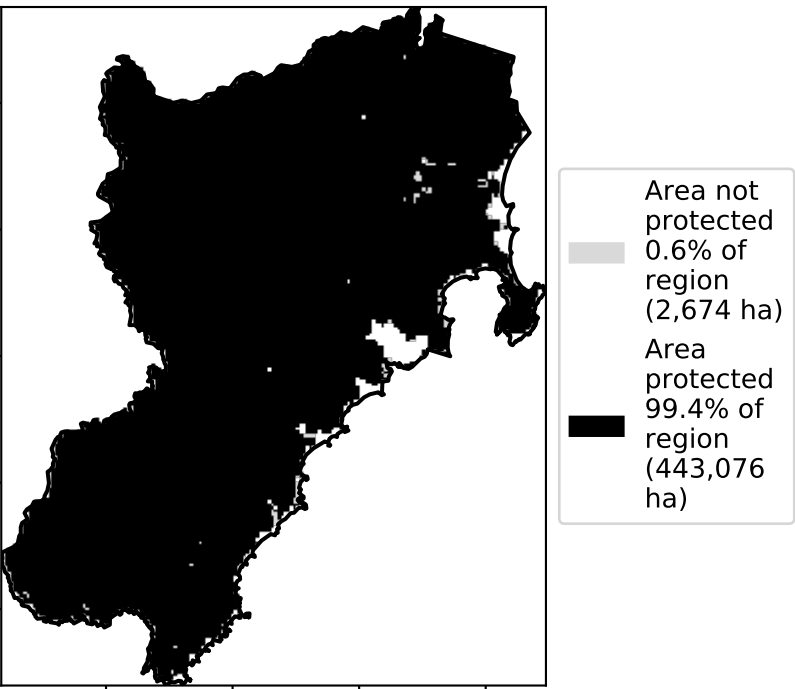 Area not
protected
0.6% of
region
(2,674 ha)
Area
protected
99.4% of
region
(443,076
ha)